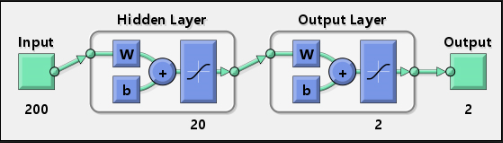 Hidden Layer Output Layer
Input Output
W W
b + b +
200 20 2 2